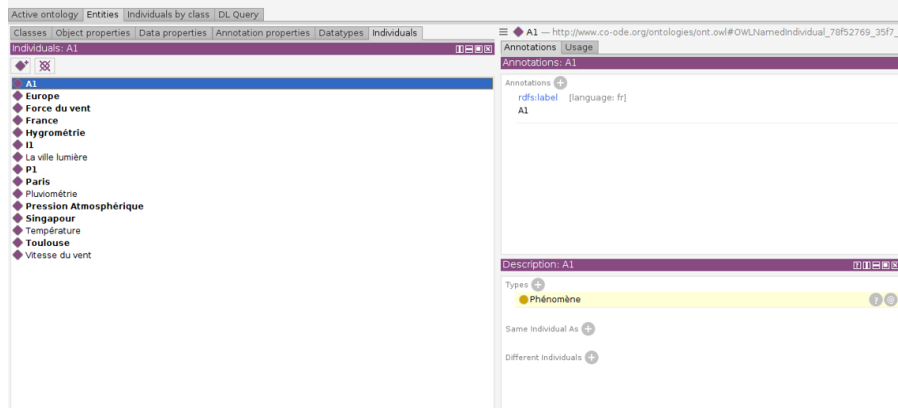 Active ontology Entities Individuals by class DL Query
Classes Object properties Data properties Annotation properties Datatypes Individuals
Individuals: A1
A1
Europe
Force du vent
France
Hygrométrie
I1
La ville lumière
P1
Paris
Pluviométrie
Pression Atmosphérique
Singapour
Température
Toulouse
Vitesse du vent
A1 — http://www.co-ode.org/ontologies/ont.owl#OWLNamedIndividual_78f52769_35f7_
Annotations Usage
Annotations: A1
Annotations
rdfs:label [language: fr]
A1
Description: A1
Types
Phénomène
Same Individual As
Different Individuals